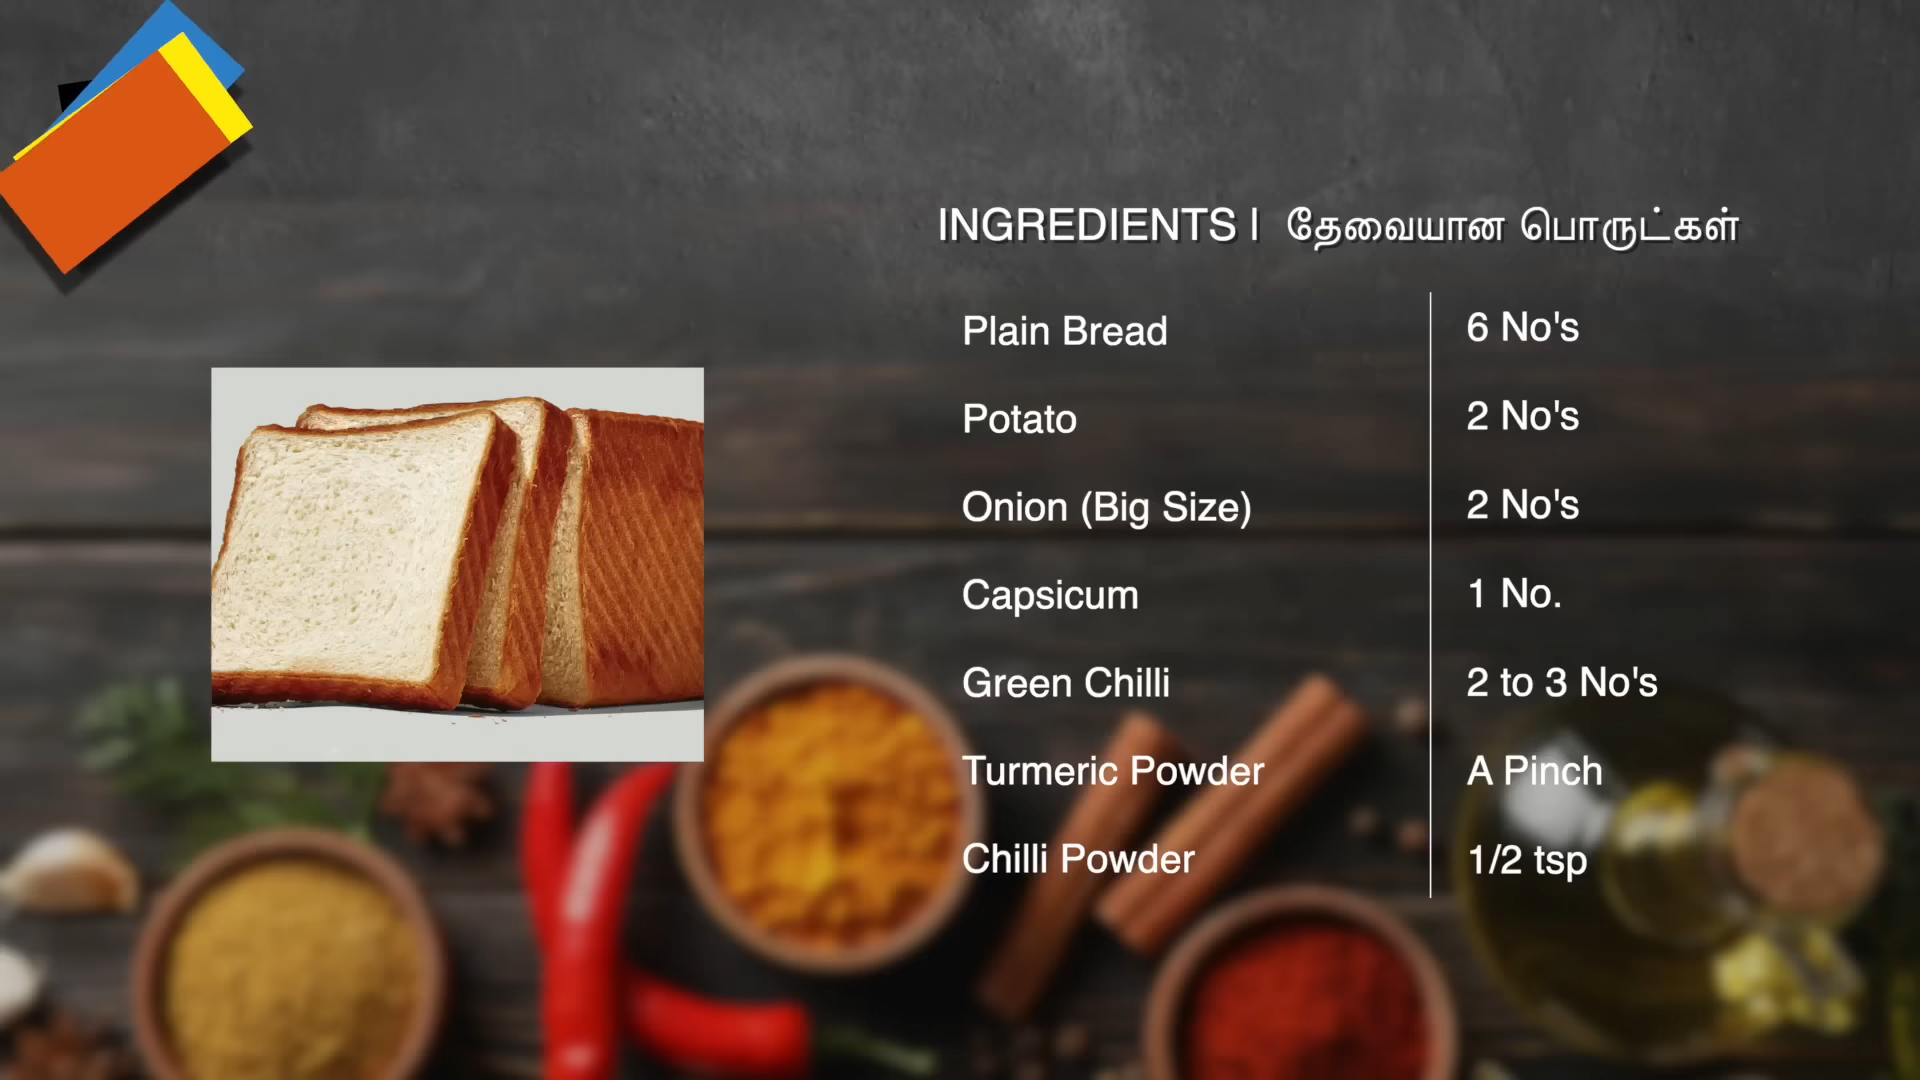 INGREDIENTS | தேவையான பொருட்கள்
Plain Bread 6 No's
Potato 2 No's
Onion (Big Size) 2 No's
Capsicum 1 No.
Green Chilli 2 to 3 No's
Turmeric Powder A Pinch
Chilli Powder 1/2 tsp